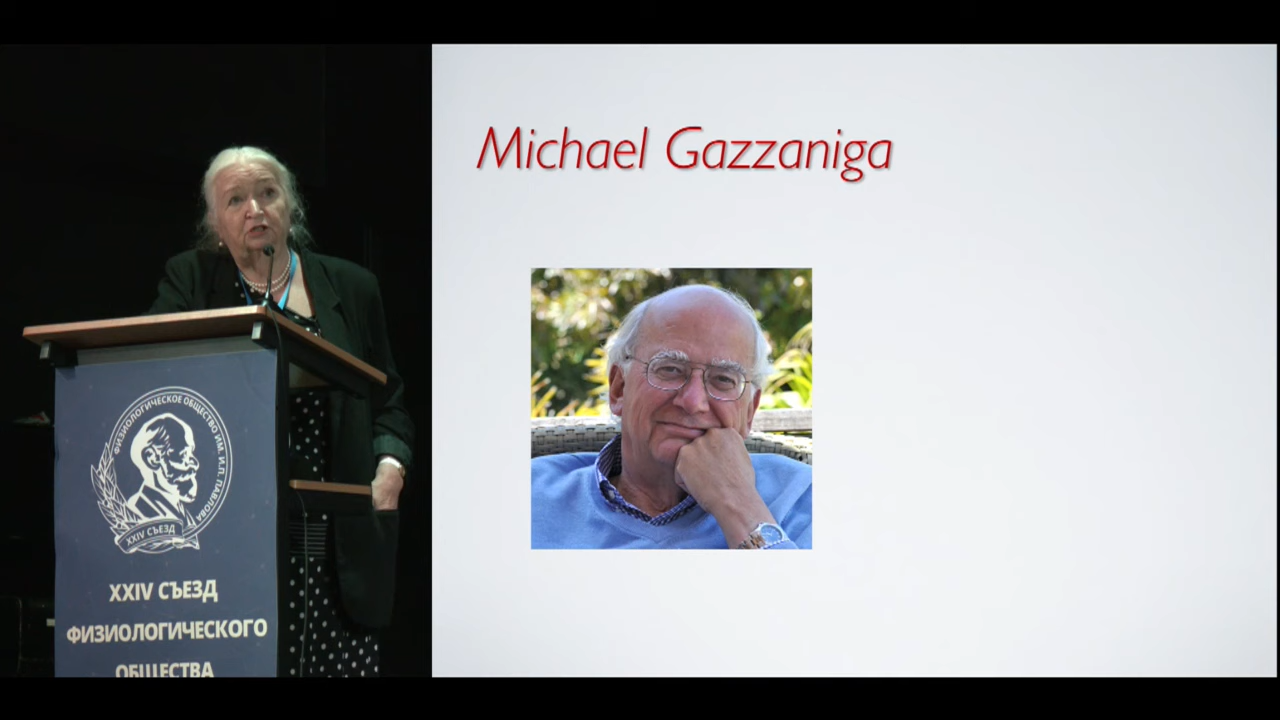 Michael Gazzaniga
ФИЗИОЛОГИЧЕСКОЕ ОБЩЕСТВО ИМ. И.П. ПАВЛОВА
XXIV СЪЕЗД
XXIV СЪЕЗД
ФИЗИОЛОГИЧЕСКОГО
ОБЩЕСТВА